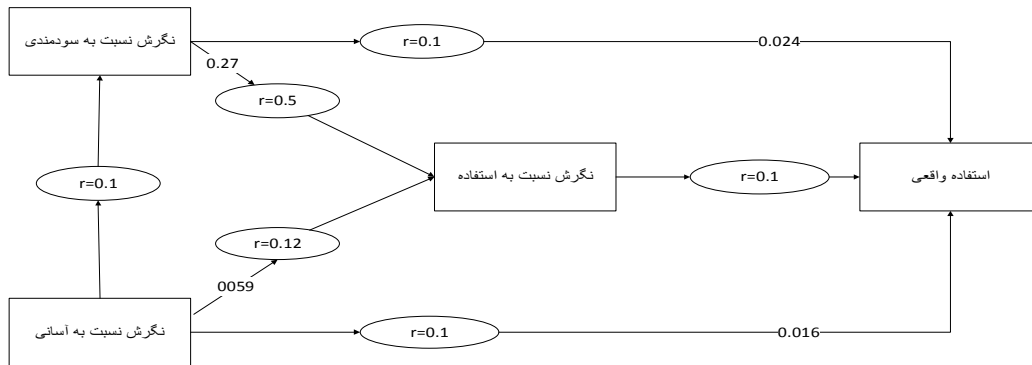 نگرش نسبت به سودمندی
r=0.1
0.024
0.27
r=0.5
r=0.1
نگرش نسبت به استفاده
r=0.1
استفاده واقعی
r=0.12
0059
نگرش نسبت به آسانی
r=0.1
0.016